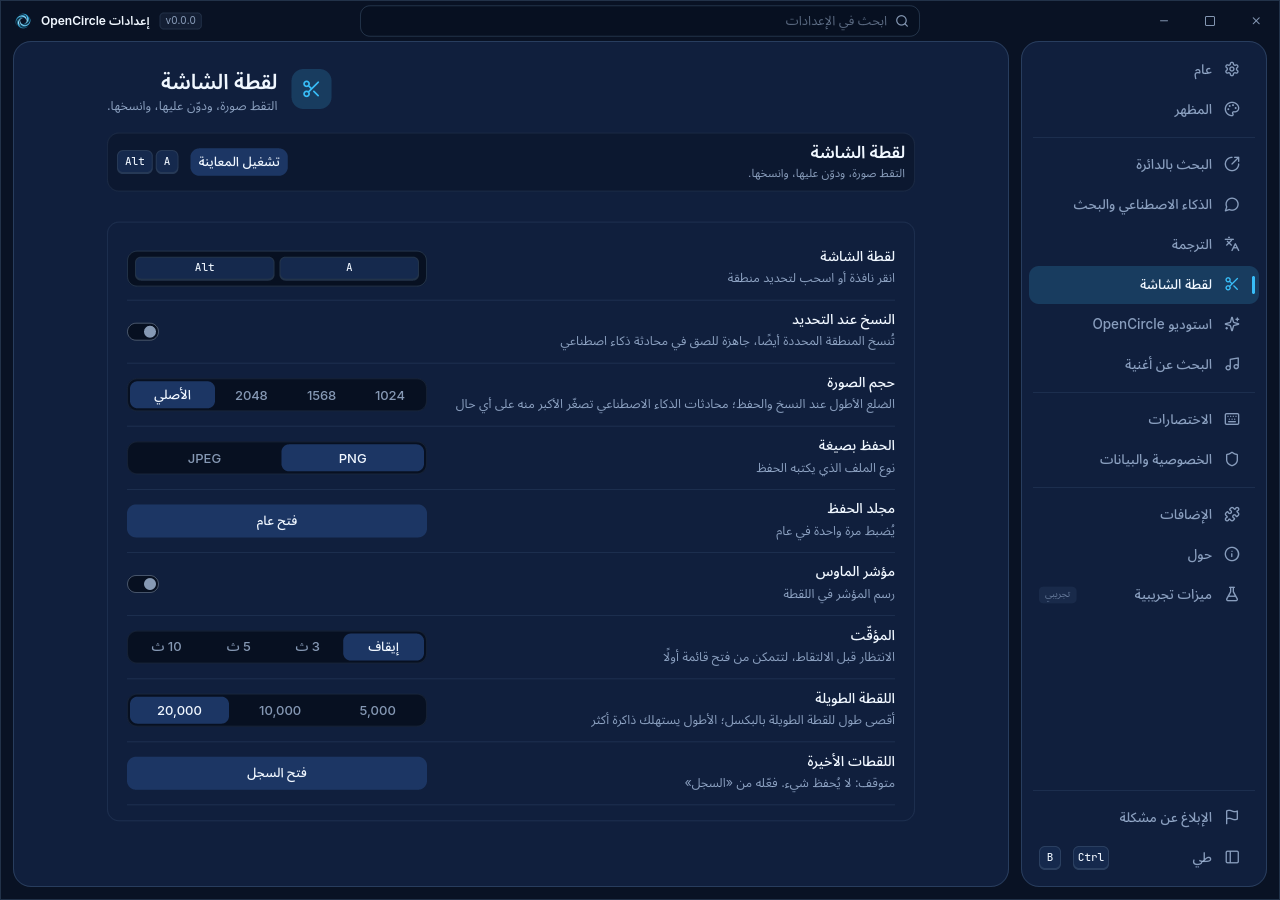 إعدادات OpenCircle
v0.0.0
ابحث في الإعدادات
عام
المظهر
البحث بالدائرة
الذكاء الاصطناعي والبحث
الترجمة
لقطة الشاشة
استوديو OpenCircle
البحث عن أغنية
الاختصارات
الخصوصية والبيانات
الإضافات
حول
ميزات تجريبية
تجريبي
الإبلاغ عن مشكلة
طي
Ctrl B
لقطة الشاشة
التقط صورة، ودوّن عليها، وانسخها.
لقطة الشاشة
التقط صورة، ودوّن عليها، وانسخها.
تشغيل المعاينة
Alt A
لقطة الشاشة
انقر نافذة أو اسحب لتحديد منطقة
Alt A
النسخ عند التحديد
تُنسخ المنطقة المحددة أيضًا، جاهزة للصق في محادثة ذكاء اصطناعي
حجم الصورة
الضلع الأطول عند النسخ والحفظ؛ محادثات الذكاء الاصطناعي تصغّر الأكبر منه على أي حال
1024 1568 2048 الأصلي
الحفظ بصيغة
نوع الملف الذي يكتبه الحفظ
PNG JPEG
مجلد الحفظ
يُضبط مرة واحدة في عام
فتح عام
مؤشر الماوس
رسم المؤشر في اللقطة
المؤقّت
الانتظار قبل الالتقاط، لتتمكن من فتح قائمة أولًا
إيقاف 3 ث 5 ث 10 ث
اللقطة الطويلة
أقصى طول للقطة الطويلة بالبكسل؛ الأطول يستهلك ذاكرة أكثر
5,000 10,000 20,000
اللقطات الأخيرة
متوقف: لا يُحفظ شيء. فعّله من «السجل»
فتح السجل